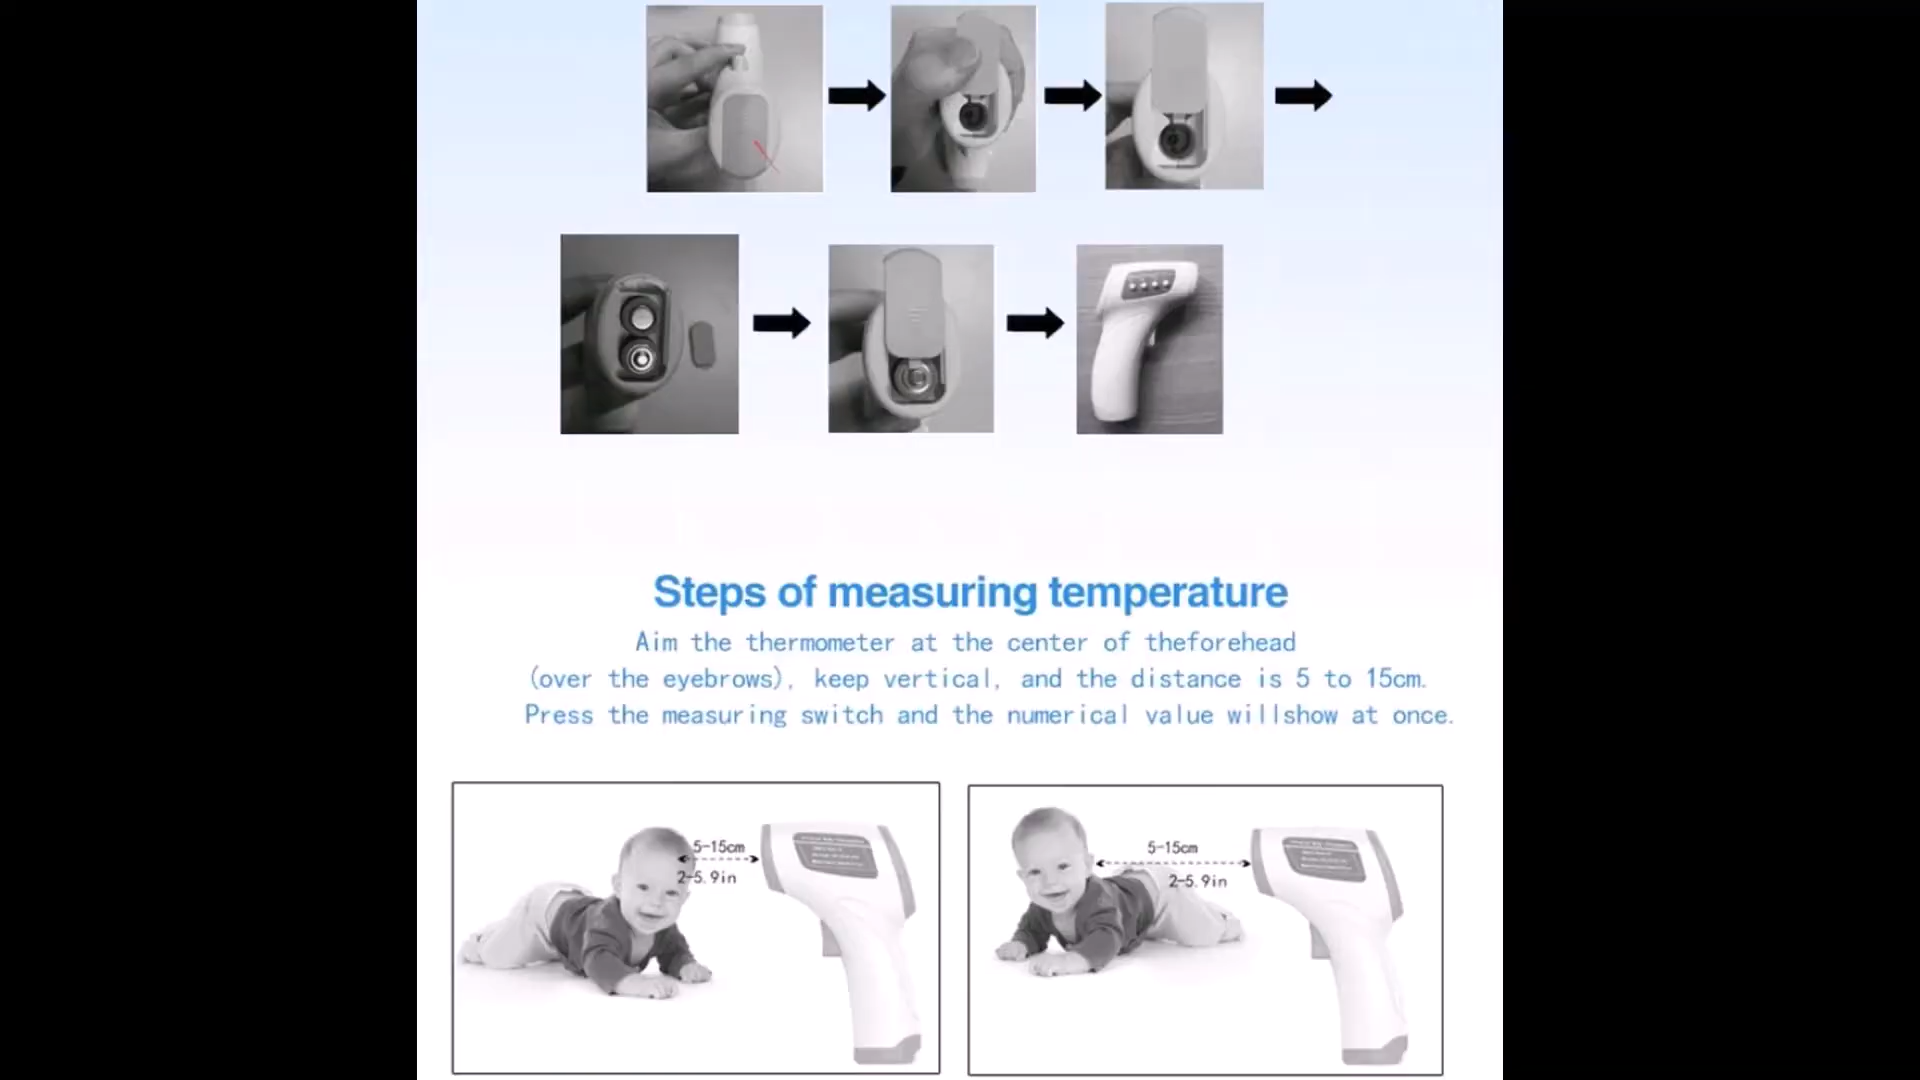 Steps of measuring temperature
Aim the thermometer at the center of theforehead
(over the eyebrows), keep vertical, and the distance is 5 to 15cm.
Press the measuring switch and the numerical value willshow at once.
5-15cm
2-5.9in
5-15cm
2-5.9in